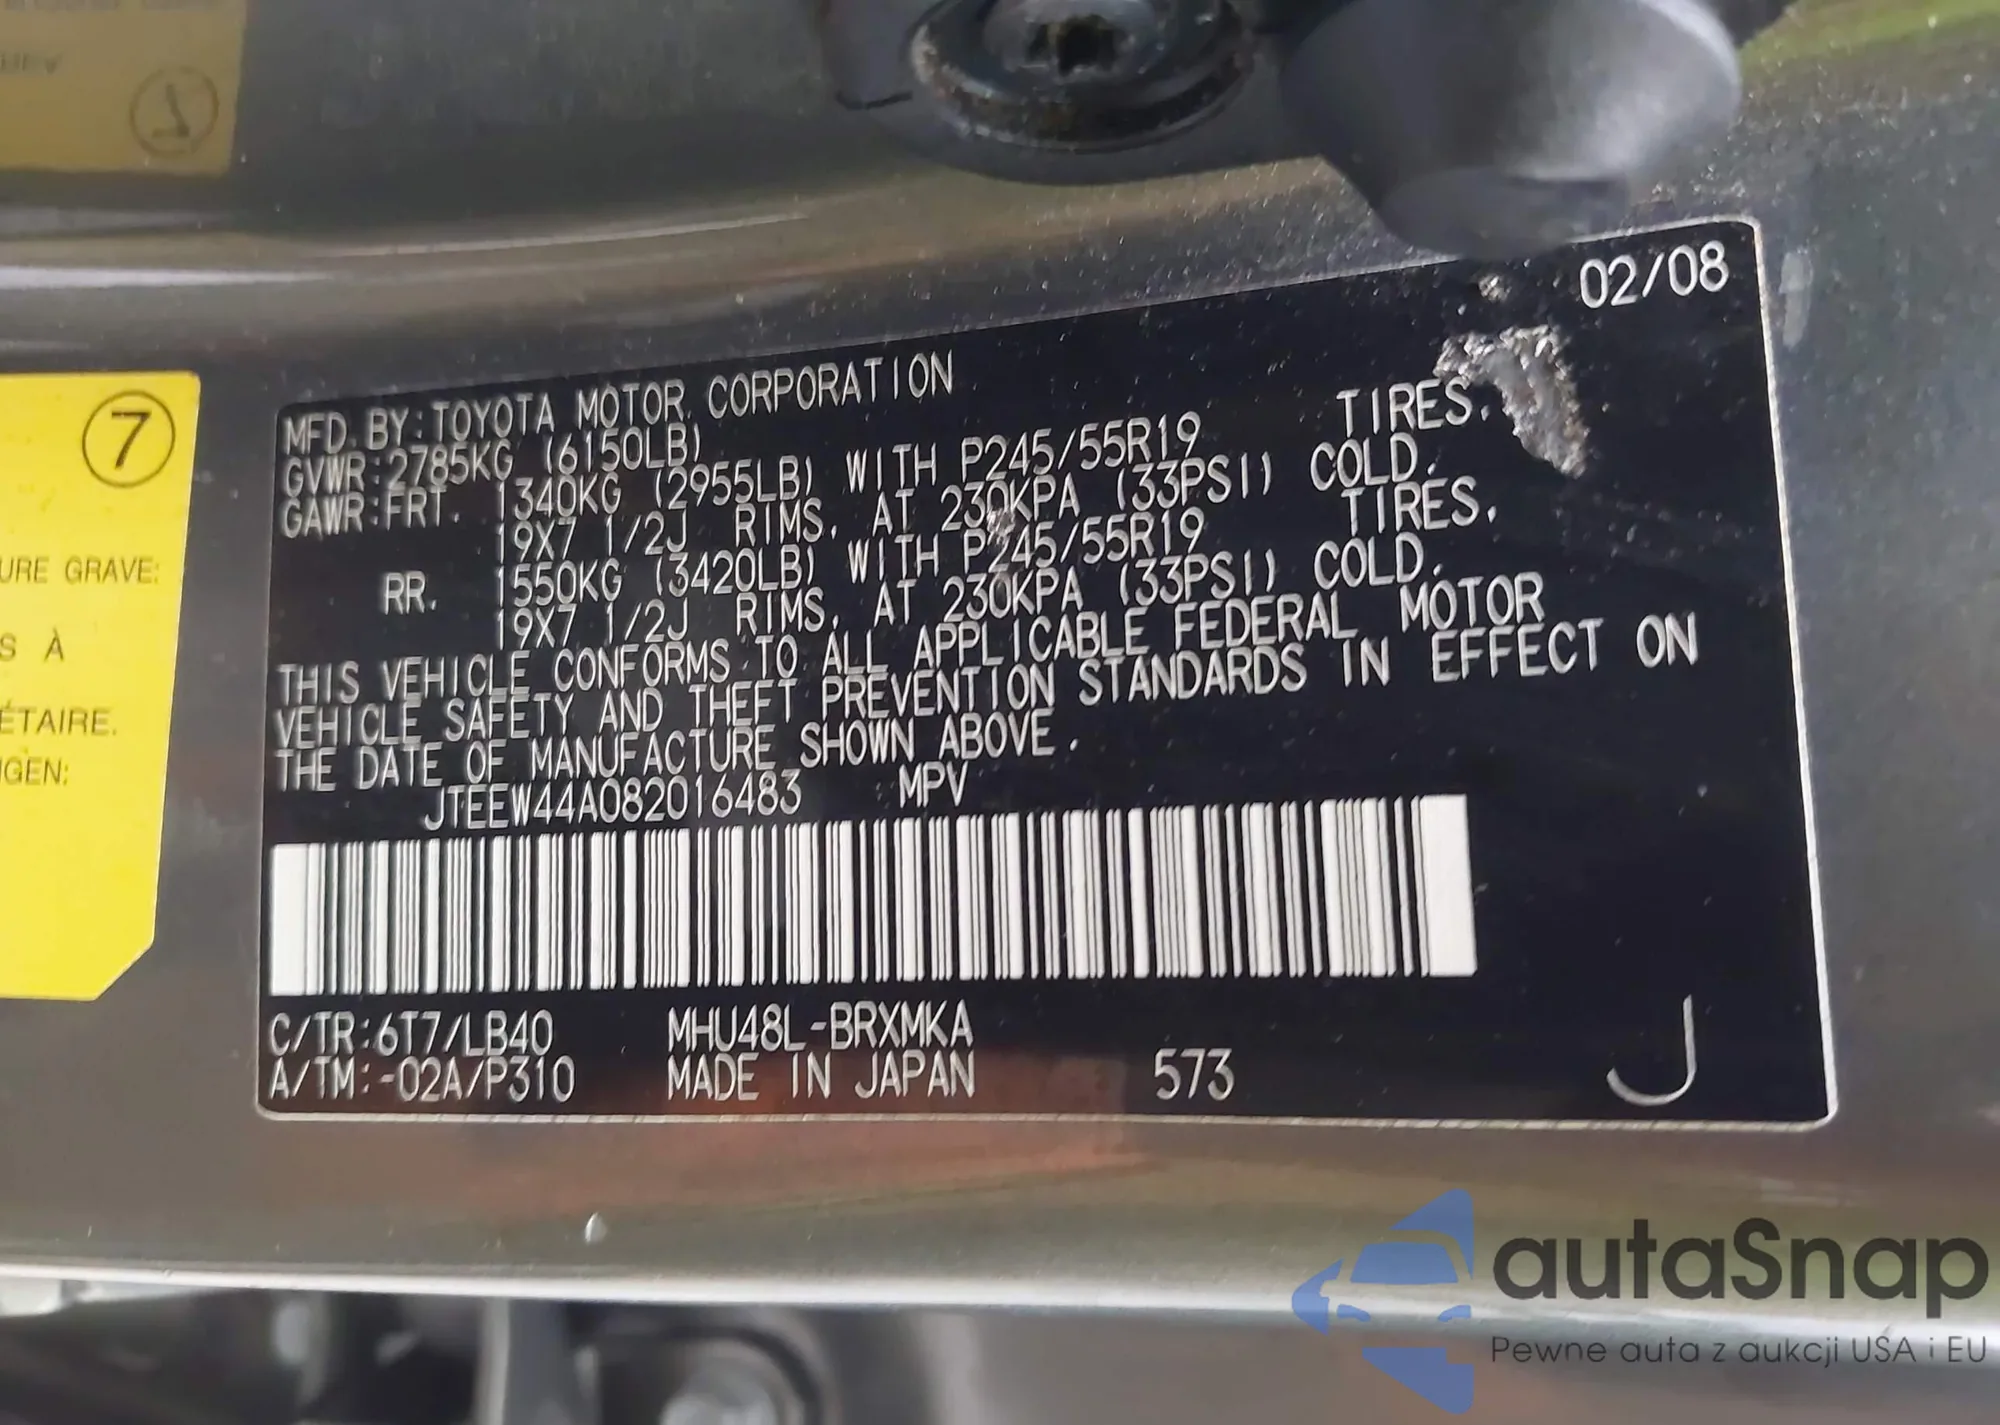 7
URE GRAVE:
S À
ÉTAIRE.
GEN:
02/08
MFD. BY: TOYOTA MOTOR CORPORATION
GVWR: 2785KG (6150LB)
GAWR: FRT. 1340KG (2955LB) WITH P245/55R19 TIRES.
19X7 1/2J RIMS. AT 230KPA (33PSI) COLD.
RR. 1550KG (3420LB) WITH P245/55R19 TIRES.
19X7 1/2J RIMS. AT 230KPA (33PSI) COLD.
THIS VEHICLE CONFORMS TO ALL APPLICABLE FEDERAL MOTOR
VEHICLE SAFETY AND THEFT PREVENTION STANDARDS IN EFFECT ON
THE DATE OF MANUFACTURE SHOWN ABOVE.
JTEEW44A082016483 MPV
C/TR: 6T7/LB40 MHU48L-BRXMKA
A/TM: -02A/P310 MADE IN JAPAN 573 J
autaSnap
Pewne auta z aukcji USA i EU